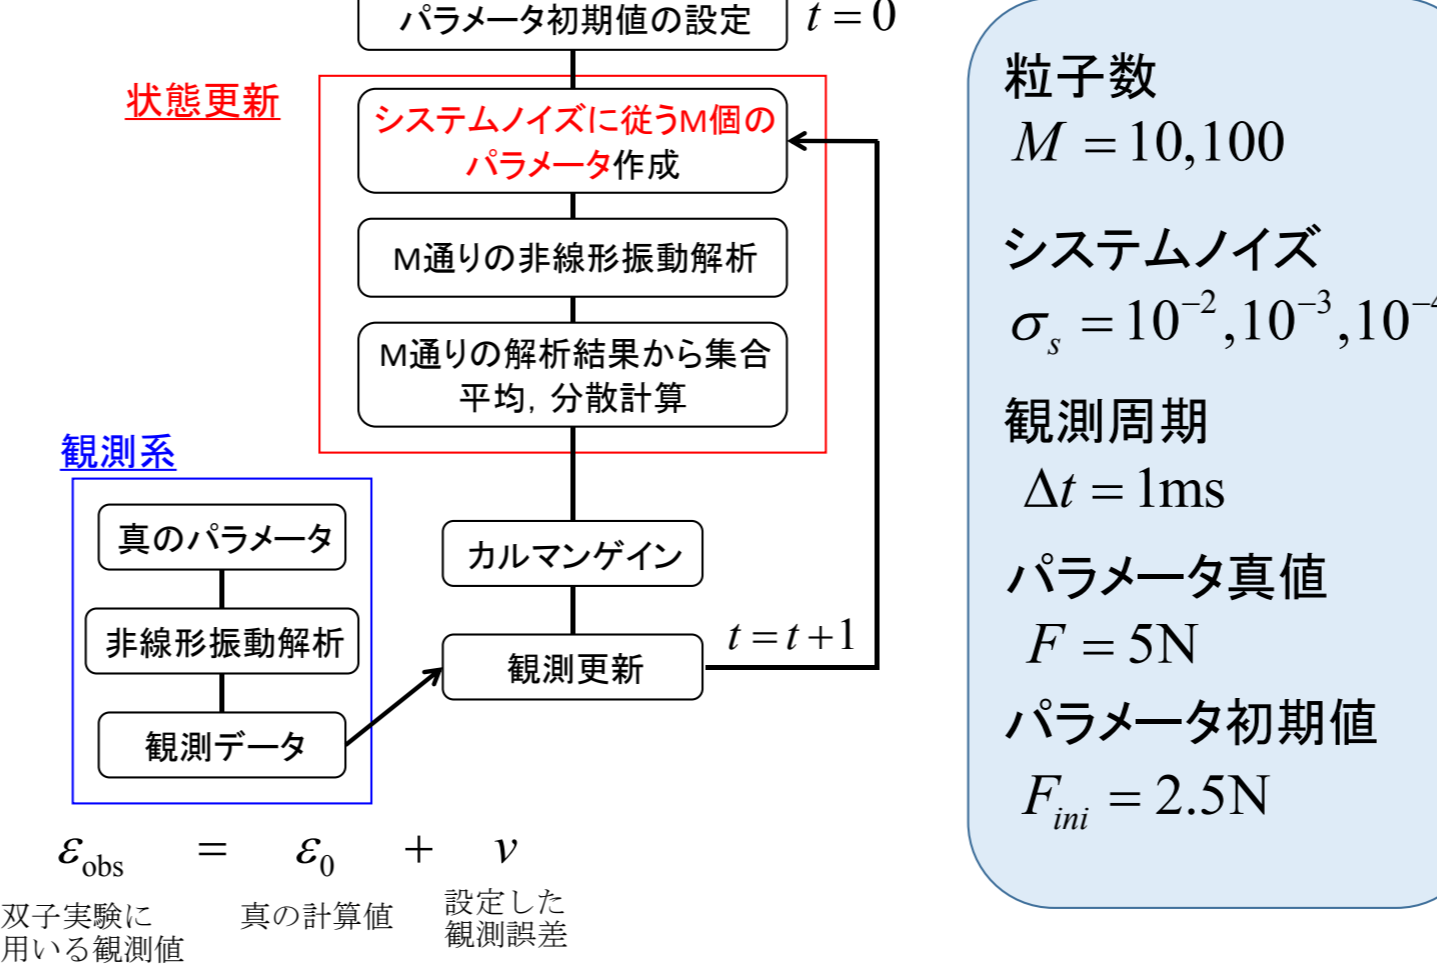 パラメータ初期値の設定
t = 0
状態更新
システムノイズに従うM個の
パラメータ作成
M通りの非線形振動解析
M通りの解析結果から集合
平均，分散計算
観測系
真のパラメータ
非線形振動解析
観測データ
カルマンゲイン
観測更新
t = t +1
ε_obs = ε_0 + v
双子実験に
用いる観測値
真の計算値
設定した
観測誤差
粒子数
M = 10,100
システムノイズ
σ_s = 10^−2,10^−3,10^−4
観測周期
Δt = 1ms
パラメータ真値
F = 5N
パラメータ初期値
F_ini = 2.5N